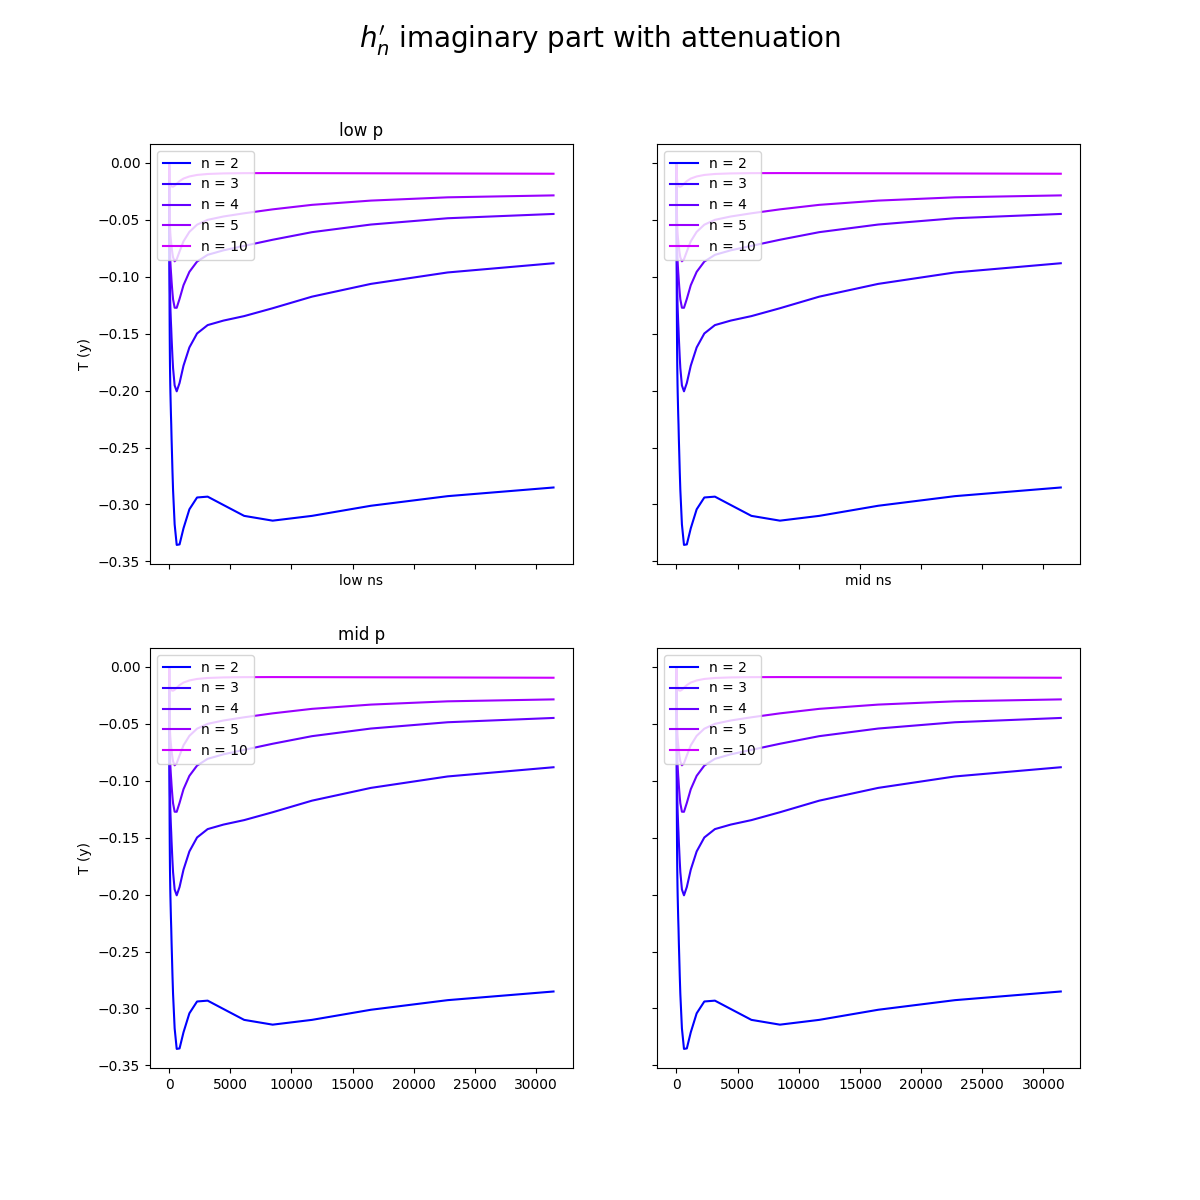 h′ₙ imaginary part with attenuation
low p
0.00
−0.05
−0.10
−0.15
−0.20
−0.25
−0.30
−0.35
T (y)
n = 2
n = 3
n = 4
n = 5
n = 10
low ns
n = 2
n = 3
n = 4
n = 5
n = 10
mid ns
mid p
0.00
−0.05
−0.10
−0.15
−0.20
−0.25
−0.30
−0.35
T (y)
n = 2
n = 3
n = 4
n = 5
n = 10
0 5000 10000 15000 20000 25000 30000
n = 2
n = 3
n = 4
n = 5
n = 10
0 5000 10000 15000 20000 25000 30000